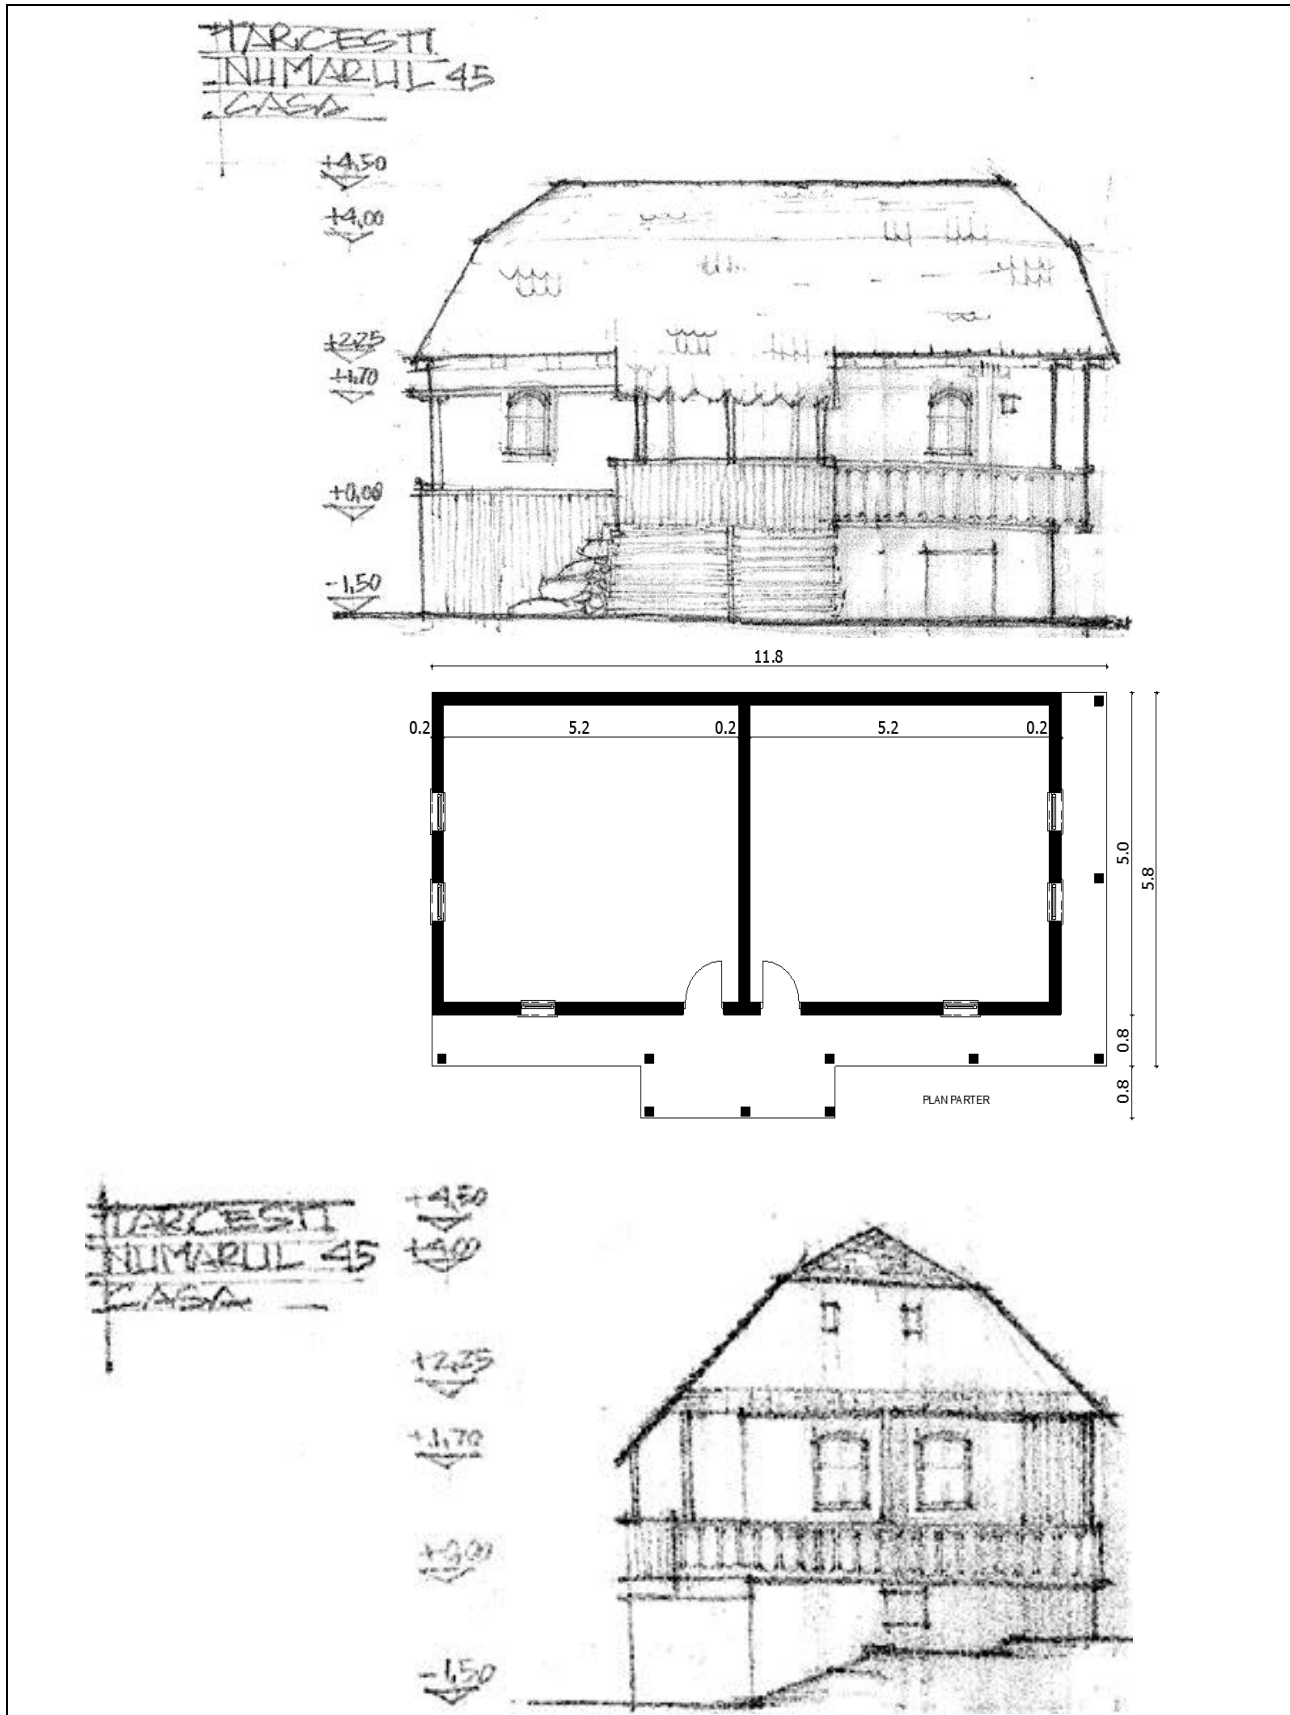 TARCESTI
NUMARUL 45
CASA
+4,50
+4,00
+2,25
+1,70
+0,00
-1,50
11.8
0.2 5.2 0.2 5.2 0.2
5.0
5.8
0.8
0.8
PLAN PARTER
TARCESTI
NUMARUL 45
CASA
+4,50
+4,00
+2,25
+1,70
+0,00
-1,50